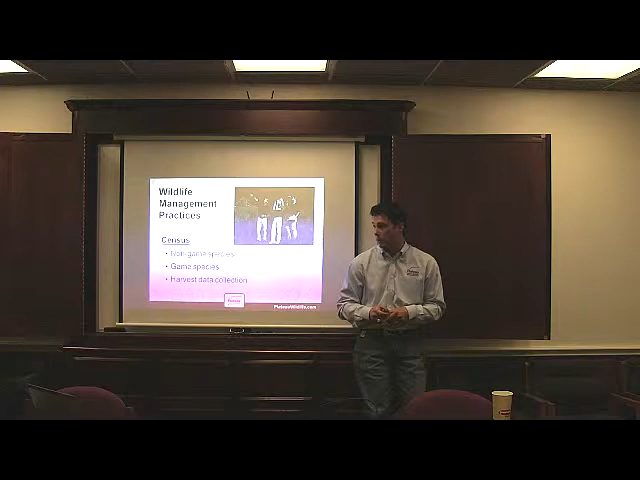 Wildlife
Management
Practices
Census
• Non-game species
• Game species
• Harvest data collection
PlateauWildlife.com